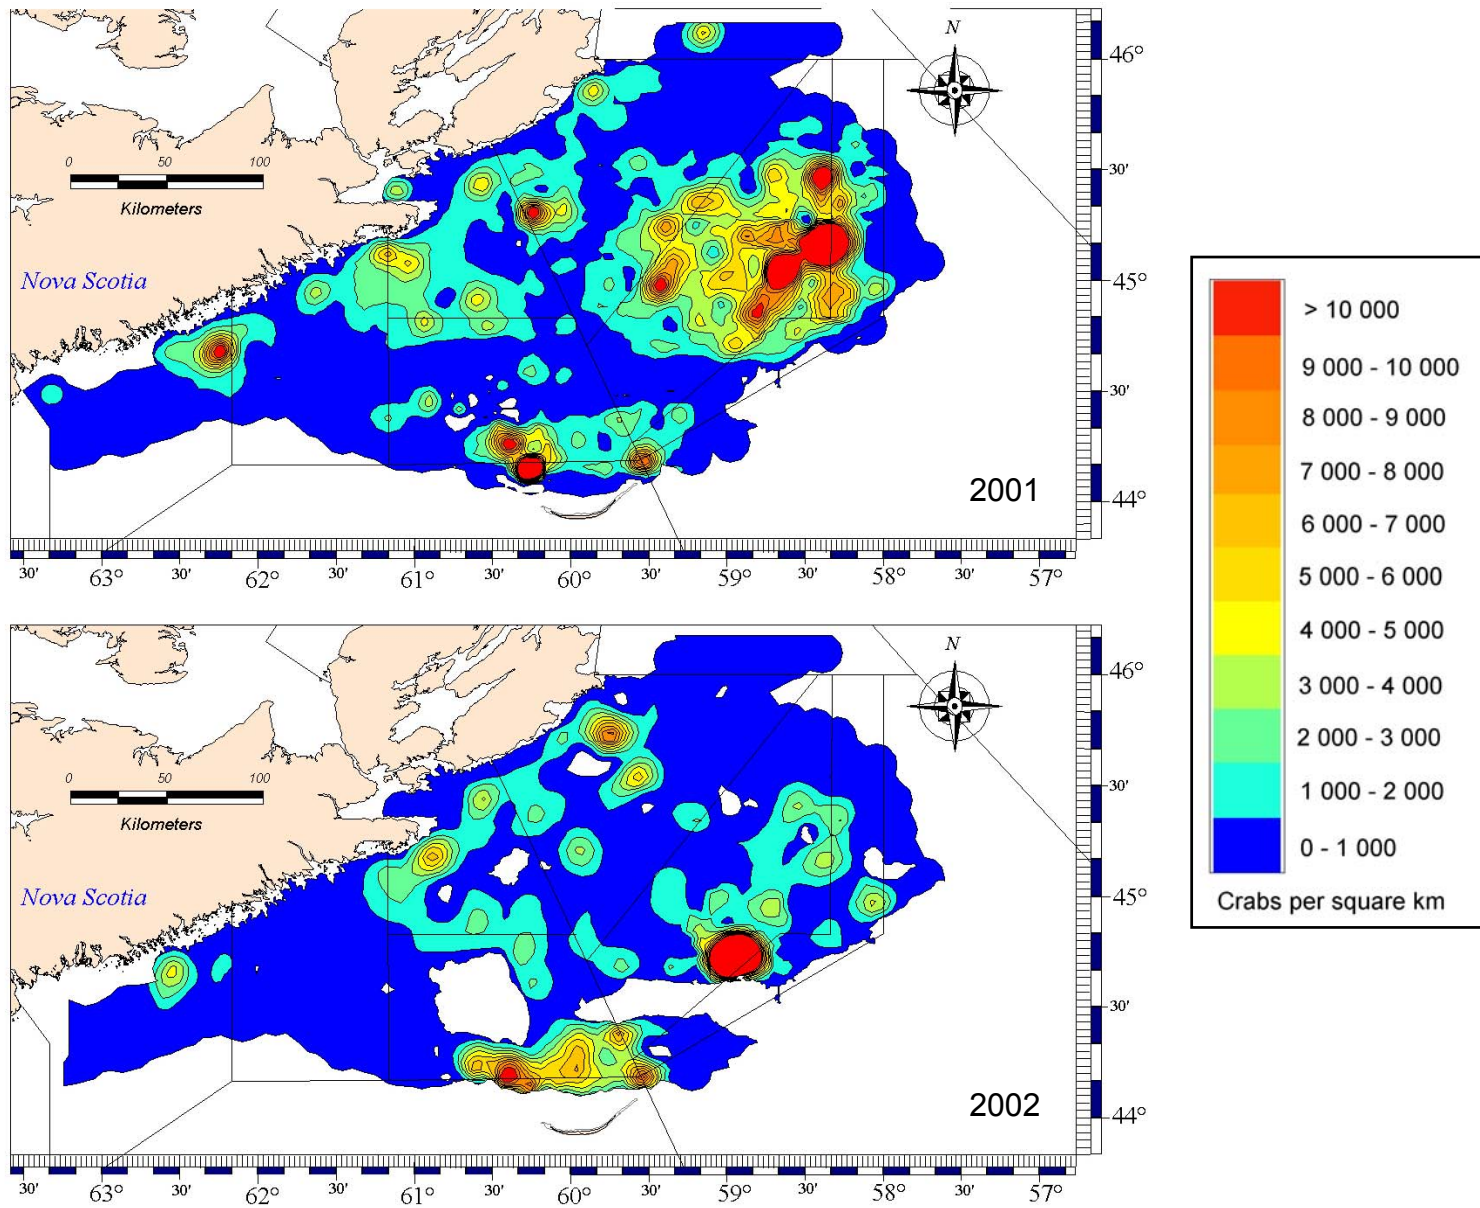 N
46°
30'
0 50 100
Kilometers
Nova Scotia
45°
30'
2001
44°
30' 63° 30' 62° 30' 61° 30' 60° 30' 59° 30' 58° 30' 57°
> 10 000
9 000 - 10 000
8 000 - 9 000
7 000 - 8 000
6 000 - 7 000
5 000 - 6 000
4 000 - 5 000
3 000 - 4 000
2 000 - 3 000
1 000 - 2 000
0 - 1 000
Crabs per square km
N
46°
30'
0 50 100
Kilometers
Nova Scotia
45°
30'
2002
44°
30' 63° 30' 62° 30' 61° 30' 60° 30' 59° 30' 58° 30' 57°